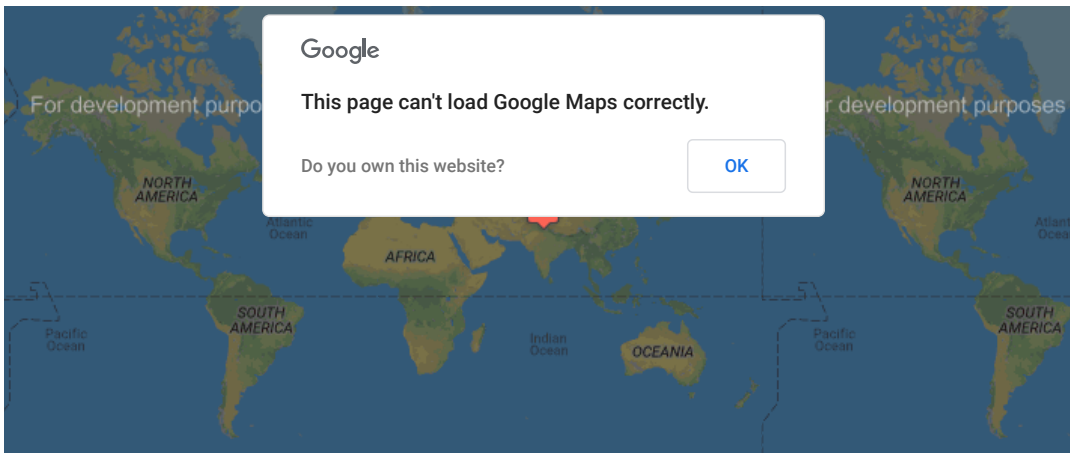 Google
This page can't load Google Maps correctly.
Do you own this website?
OK
For development purpo
r development purposes
NORTH
AMERICA
NORTH
AMERICA
Atlantic
Ocean
Atlant
Ocea
AFRICA
SOUTH
AMERICA
SOUTH
AMERICA
Pacific
Ocean
Indian
Ocean
OCEANIA
Pacific
Ocean